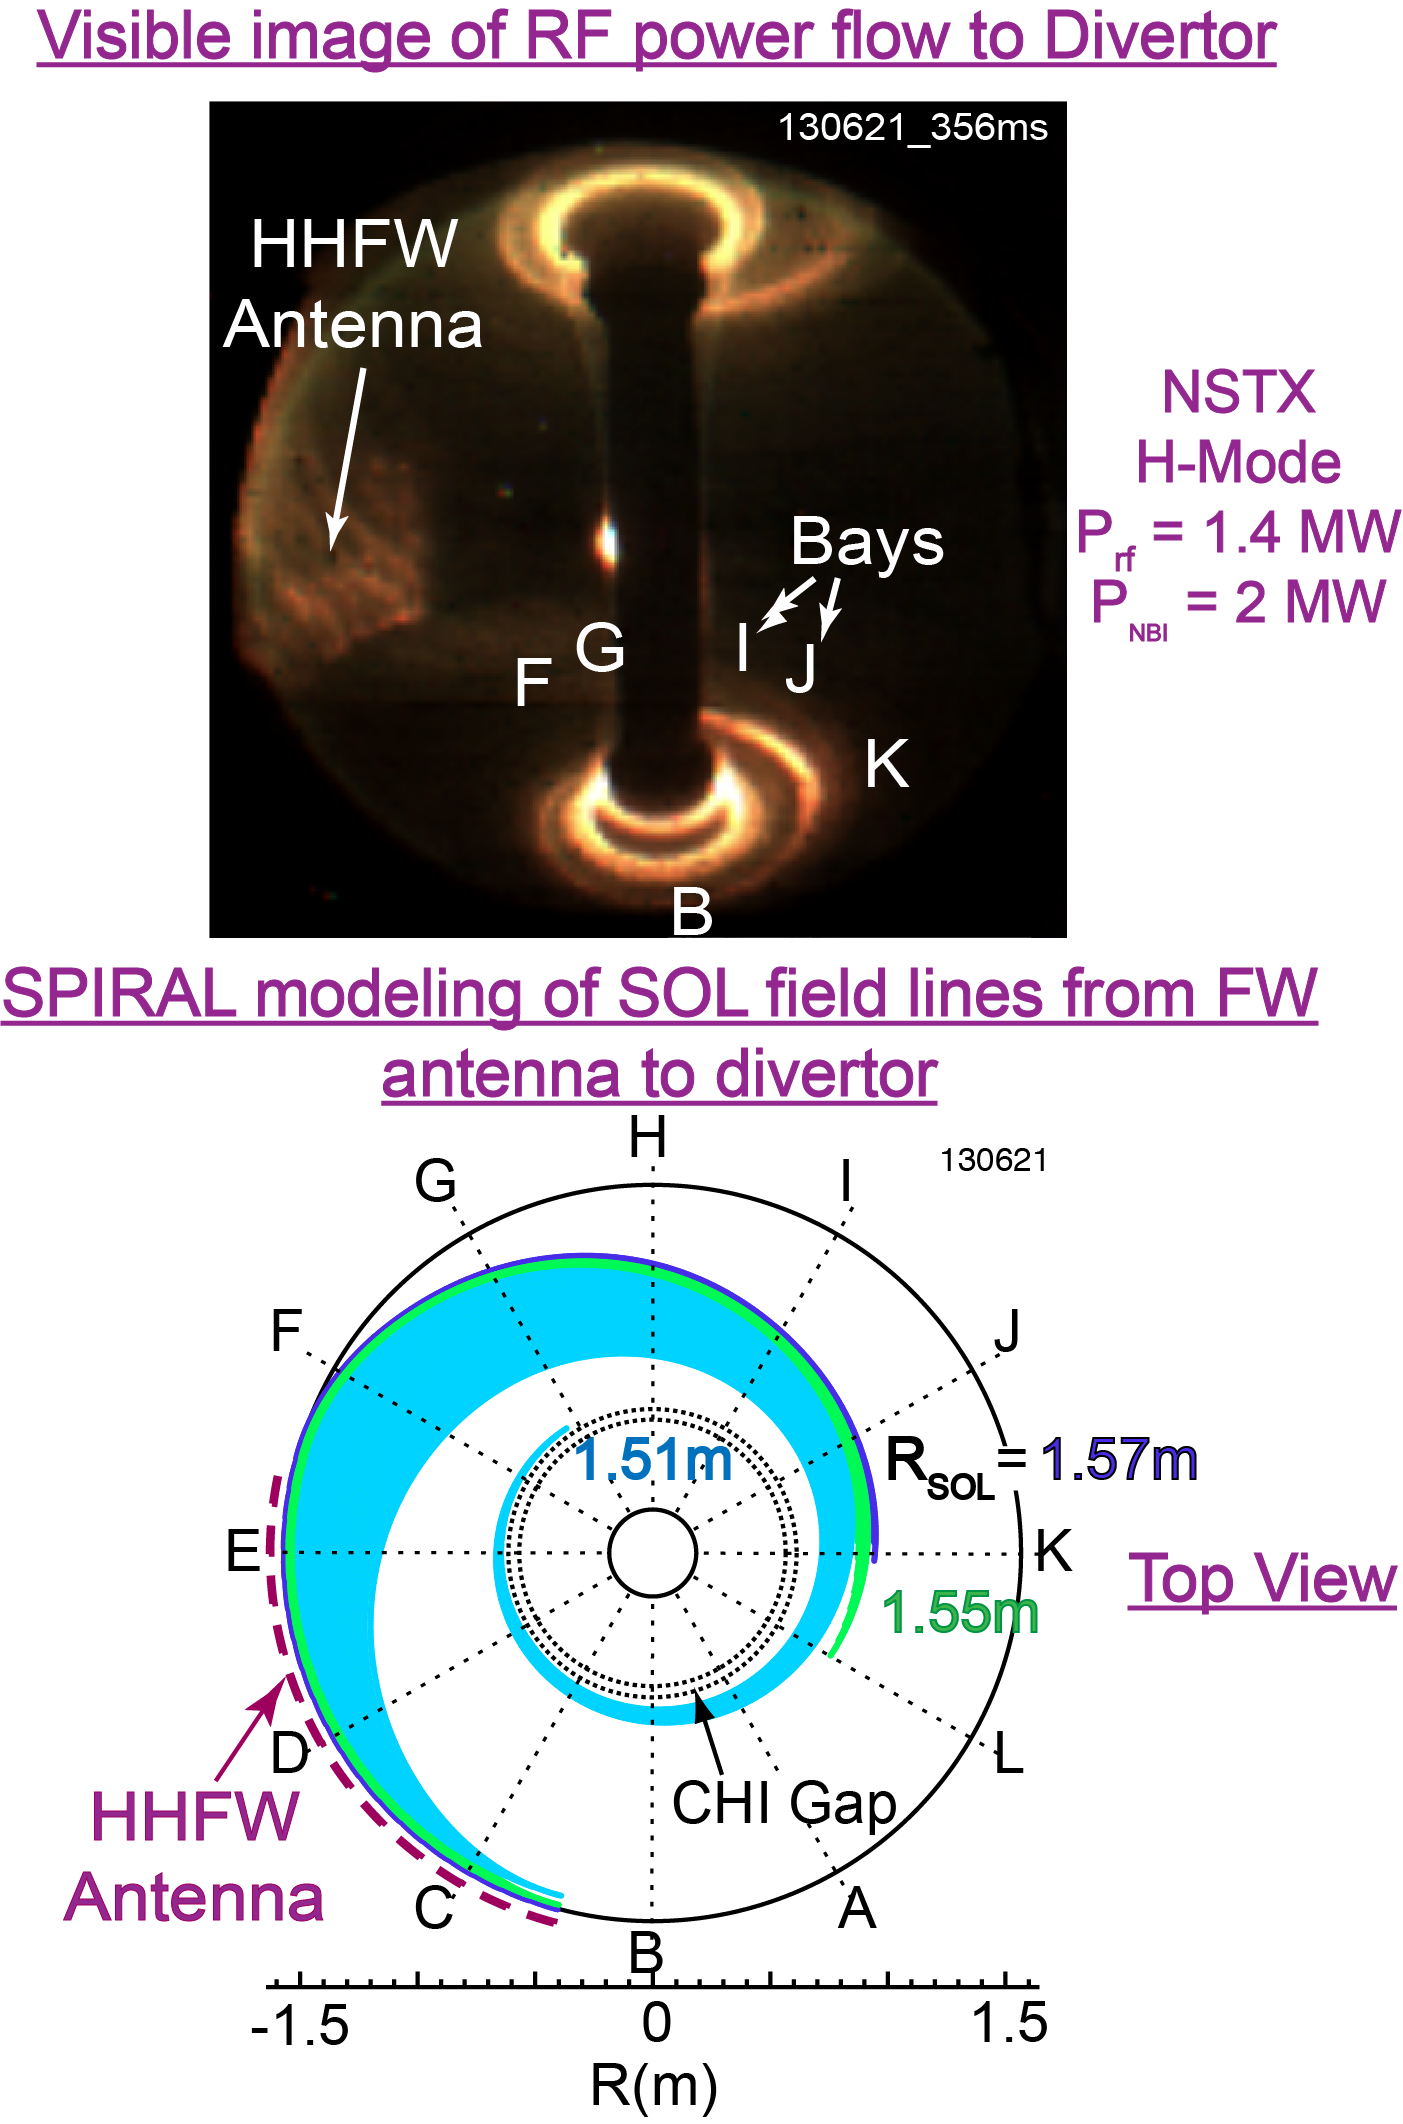 Visible image of RF power flow to Divertor
130621_356ms
HHFW
Antenna
NSTX
H-Mode
Prf = 1.4 MW
PNBI = 2 MW
Bays
G
F
I
J
K
B
SPIRAL modeling of SOL field lines from FW
antenna to divertor
H
130621
G
I
F
J
1.51m
RSOL = 1.57m
E
K
Top View
1.55m
D
L
HHFW
Antenna
CHI Gap
C
A
B
-1.5
0
1.5
R(m)